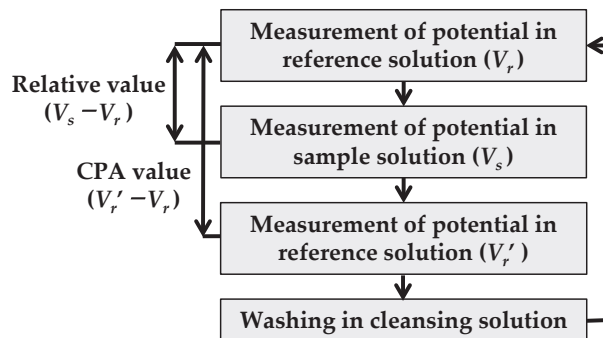 Measurement of potential in
reference solution (Vr)
Relative value
(Vs −Vr)
Measurement of potential in
sample solution (Vs)
CPA value
(Vr′ −Vr)
Measurement of potential in
reference solution (Vr′ )
Washing in cleansing solution